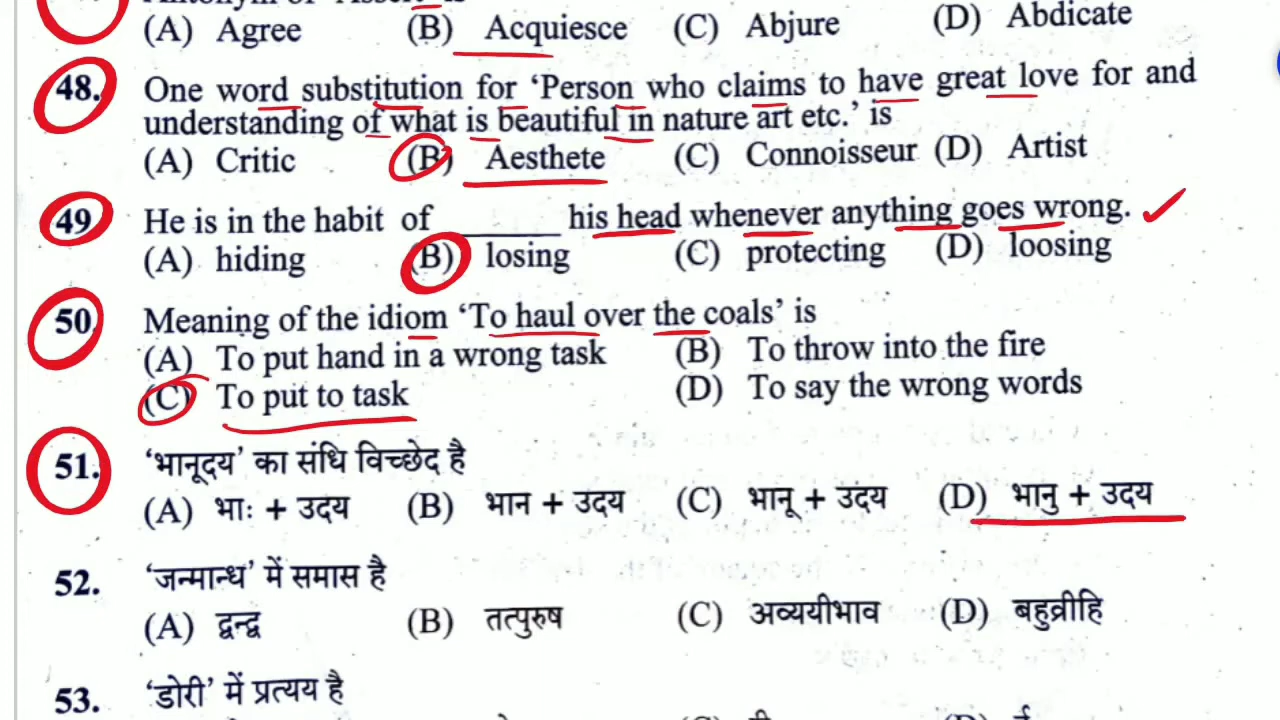 (A) Agree (B) Acquiesce (C) Abjure (D) Abdicate
48. One word substitution for ‘Person who claims to have great love for and
understanding of what is beautiful in nature art etc.’ is
(A) Critic (B) Aesthete (C) Connoisseur (D) Artist
49. He is in the habit of ________ his head whenever anything goes wrong.
(A) hiding (B) losing (C) protecting (D) loosing
50. Meaning of the idiom ‘To haul over the coals’ is
(A) To put hand in a wrong task (B) To throw into the fire
(C) To put to task (D) To say the wrong words
51. ‘भानूदय’ का संधि विच्छेद है
(A) भाः + उदय (B) भान + उदय (C) भानू + उदय (D) भानु + उदय
52. ‘जन्मान्ध’ में समास है
(A) द्वन्द्व (B) तत्पुरुष (C) अव्ययीभाव (D) बहुव्रीहि
53. ‘डोरी’ में प्रत्यय है